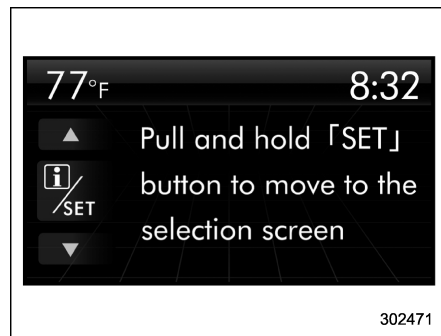 77°F 8:32
Pull and hold「SET」
button to move to the
i/SET
selection screen
302471